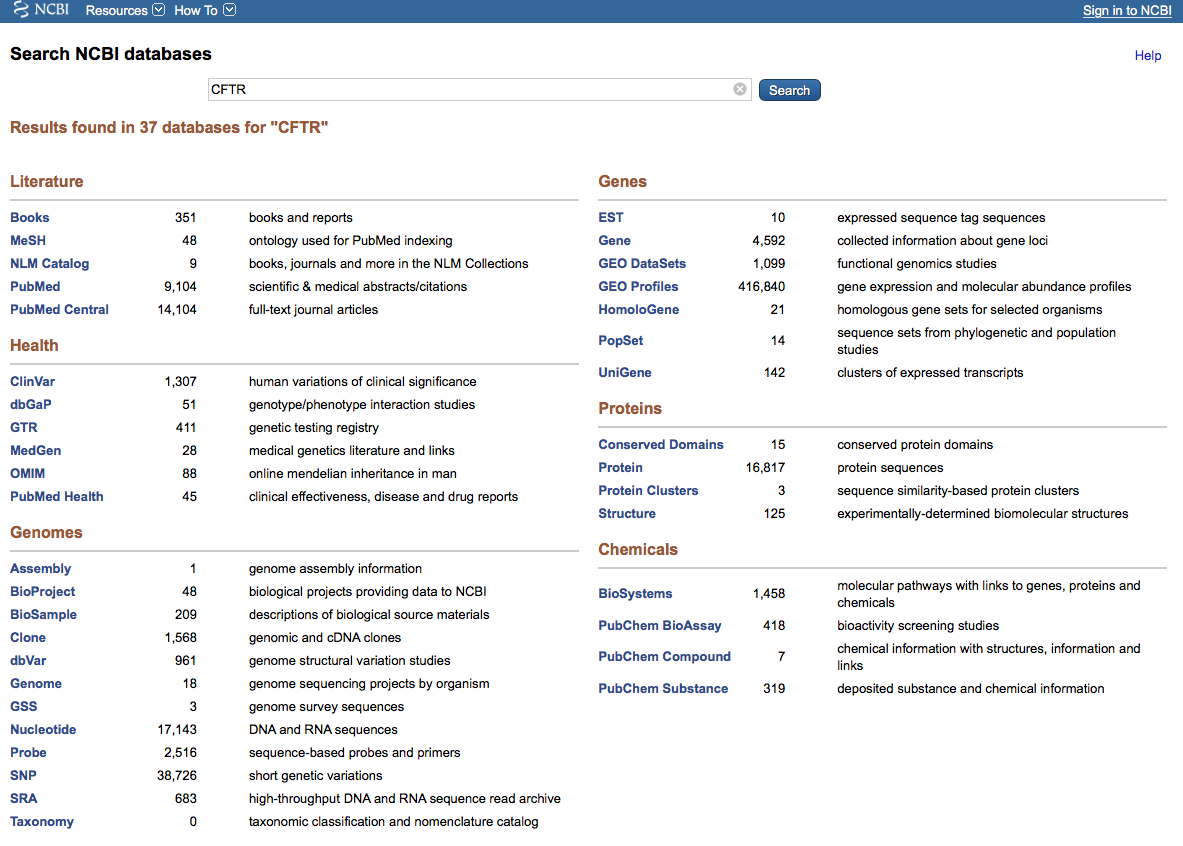 NCBI Resources How To Sign in to NCBI
Search NCBI databases
Help
CFTR Search
Results found in 37 databases for "CFTR"
Literature
Books 351 books and reports
MeSH 48 ontology used for PubMed indexing
NLM Catalog 9 books, journals and more in the NLM Collections
PubMed 9,104 scientific & medical abstracts/citations
PubMed Central 14,104 full-text journal articles
Health
ClinVar 1,307 human variations of clinical significance
dbGaP 51 genotype/phenotype interaction studies
GTR 411 genetic testing registry
MedGen 28 medical genetics literature and links
OMIM 88 online mendelian inheritance in man
PubMed Health 45 clinical effectiveness, disease and drug reports
Genomes
Assembly 1 genome assembly information
BioProject 48 biological projects providing data to NCBI
BioSample 209 descriptions of biological source materials
Clone 1,568 genomic and cDNA clones
dbVar 961 genome structural variation studies
Genome 18 genome sequencing projects by organism
GSS 3 genome survey sequences
Nucleotide 17,143 DNA and RNA sequences
Probe 2,516 sequence-based probes and primers
SNP 38,726 short genetic variations
SRA 683 high-throughput DNA and RNA sequence read archive
Taxonomy 0 taxonomic classification and nomenclature catalog
Genes
EST 10 expressed sequence tag sequences
Gene 4,592 collected information about gene loci
GEO DataSets 1,099 functional genomics studies
GEO Profiles 416,840 gene expression and molecular abundance profiles
HomoloGene 21 homologous gene sets for selected organisms
PopSet 14 sequence sets from phylogenetic and population
studies
UniGene 142 clusters of expressed transcripts
Proteins
Conserved Domains 15 conserved protein domains
Protein 16,817 protein sequences
Protein Clusters 3 sequence similarity-based protein clusters
Structure 125 experimentally-determined biomolecular structures
Chemicals
BioSystems 1,458 molecular pathways with links to genes, proteins and
chemicals
PubChem BioAssay 418 bioactivity screening studies
PubChem Compound 7 chemical information with structures, information and
links
PubChem Substance 319 deposited substance and chemical information